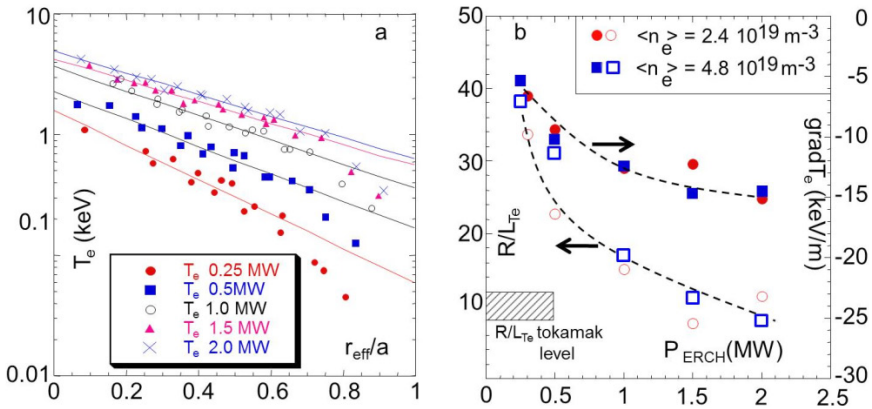 10
1
0.1
0.01
T_e (keV)
a
T_e 0.25 MW
T_e 0.5MW
T_e 1.0 MW
T_e 1.5 MW
T_e 2.0 MW
r_eff/a
0 0.2 0.4 0.6 0.8 1
50
40
30
20
10
0
R/L_Te
b
<n_e> = 2.4 10^19 m^-3
<n_e> = 4.8 10^19 m^-3
R/L_Te tokamak
level
P_ERCH(MW)
0 0.5 1 1.5 2 2.5
0
-5
-10
-15
-20
-25
-30
gradT_e (keV/m)